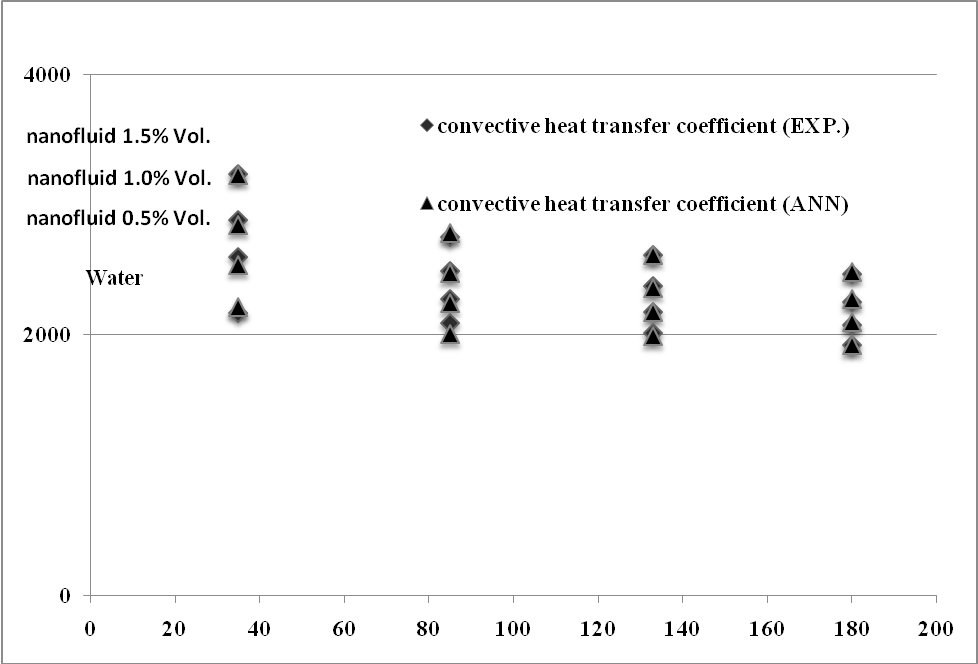 4000
nanofluid 1.5% Vol.
◆convective heat transfer coefficient (EXP.)
nanofluid 1.0% Vol.
▲convective heat transfer coefficient (ANN)
nanofluid 0.5% Vol.
Water
2000
0
0 20 40 60 80 100 120 140 160 180 200